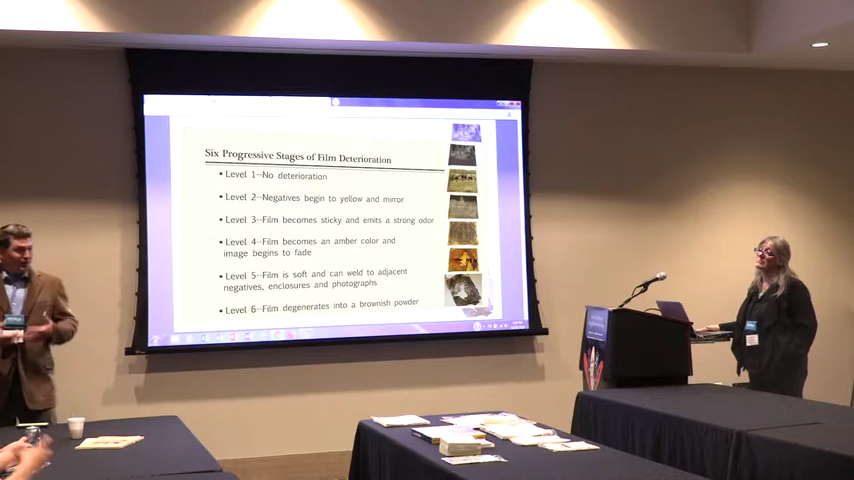 Six Progressive Stages of Film Deterioration
• Level 1--No deterioration
• Level 2--Negatives begin to yellow and mirror
• Level 3--Film becomes sticky and emits a strong odor
• Level 4--Film becomes an amber color and
image begins to fade
• Level 5--Film is soft and can weld to adjacent
negatives, enclosures and photographs
• Level 6--Film degenerates into a brownish powder